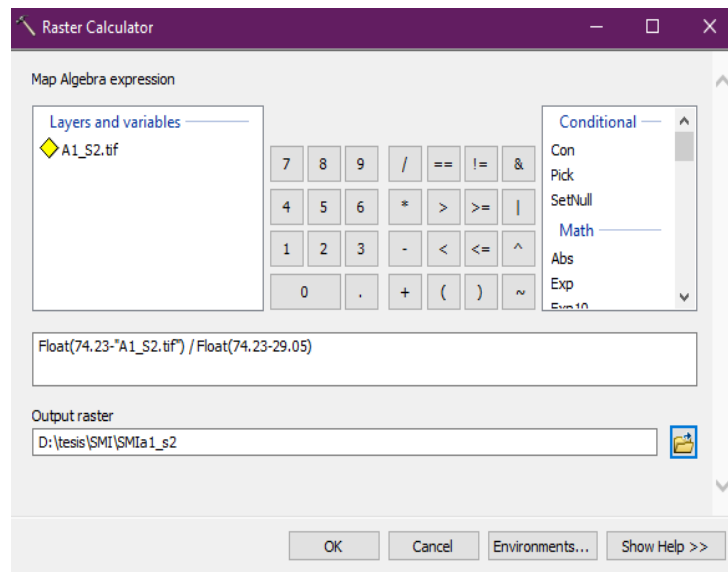 Raster Calculator
Map Algebra expression
Layers and variables
A1_S2.tif
7 8 9 / == != &
4 5 6 * > >= |
1 2 3 - < <= ^
0 . + ( ) ~
Conditional
Con
Pick
SetNull
Math
Abs
Exp
Exp10
Float(74.23-"A1_S2.tif") / Float(74.23-29.05)
Output raster
D:\tesis\SMI\SMIa1_s2
OK Cancel Environments... Show Help >>